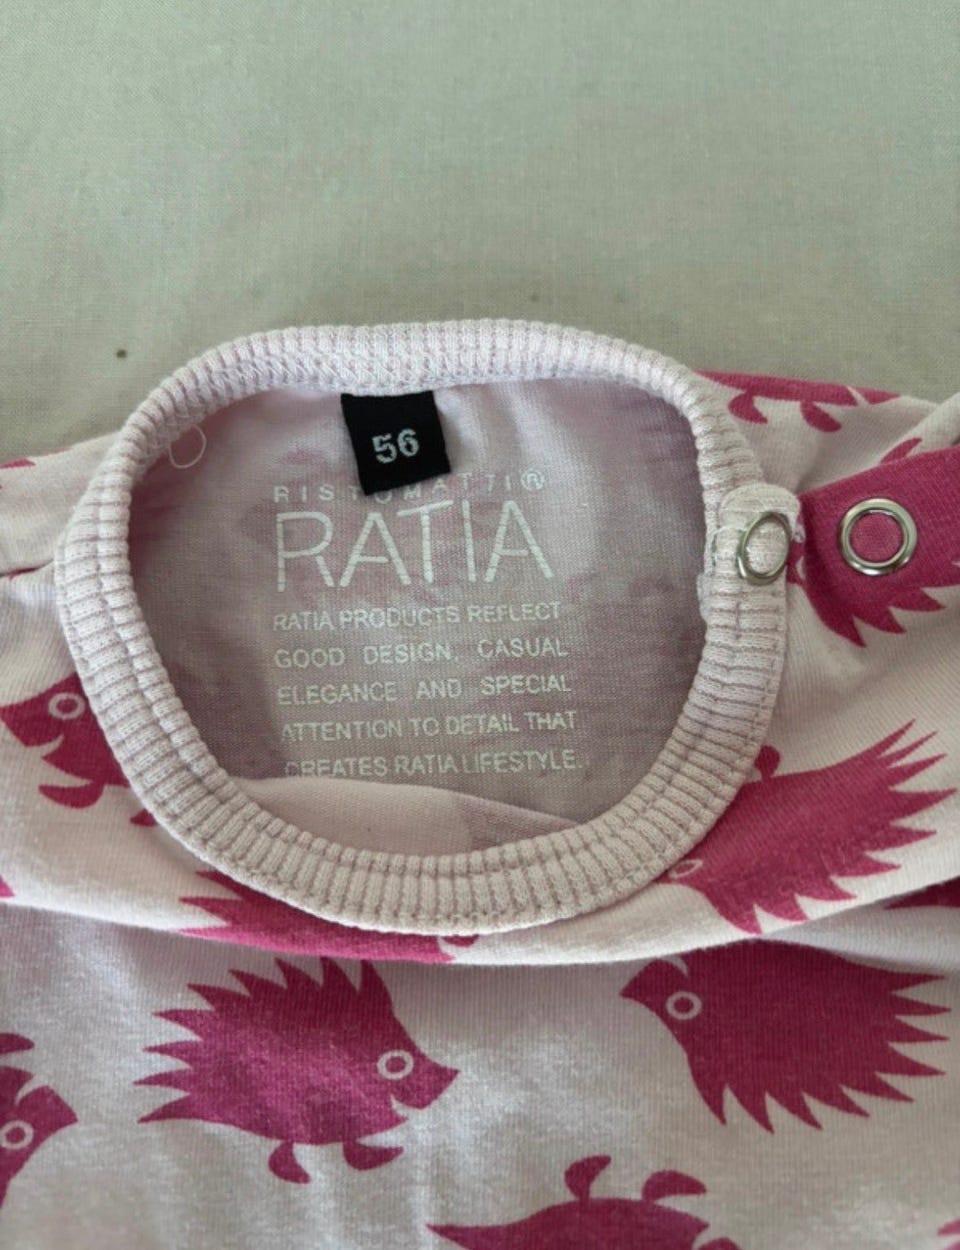 56
RISTOMATTI®
RATIA
RATIA PRODUCTS REFLECT
GOOD DESIGN, CASUAL
ELEGANCE AND SPECIAL
ATTENTION TO DETAIL THAT
CREATES RATIA LIFESTYLE.